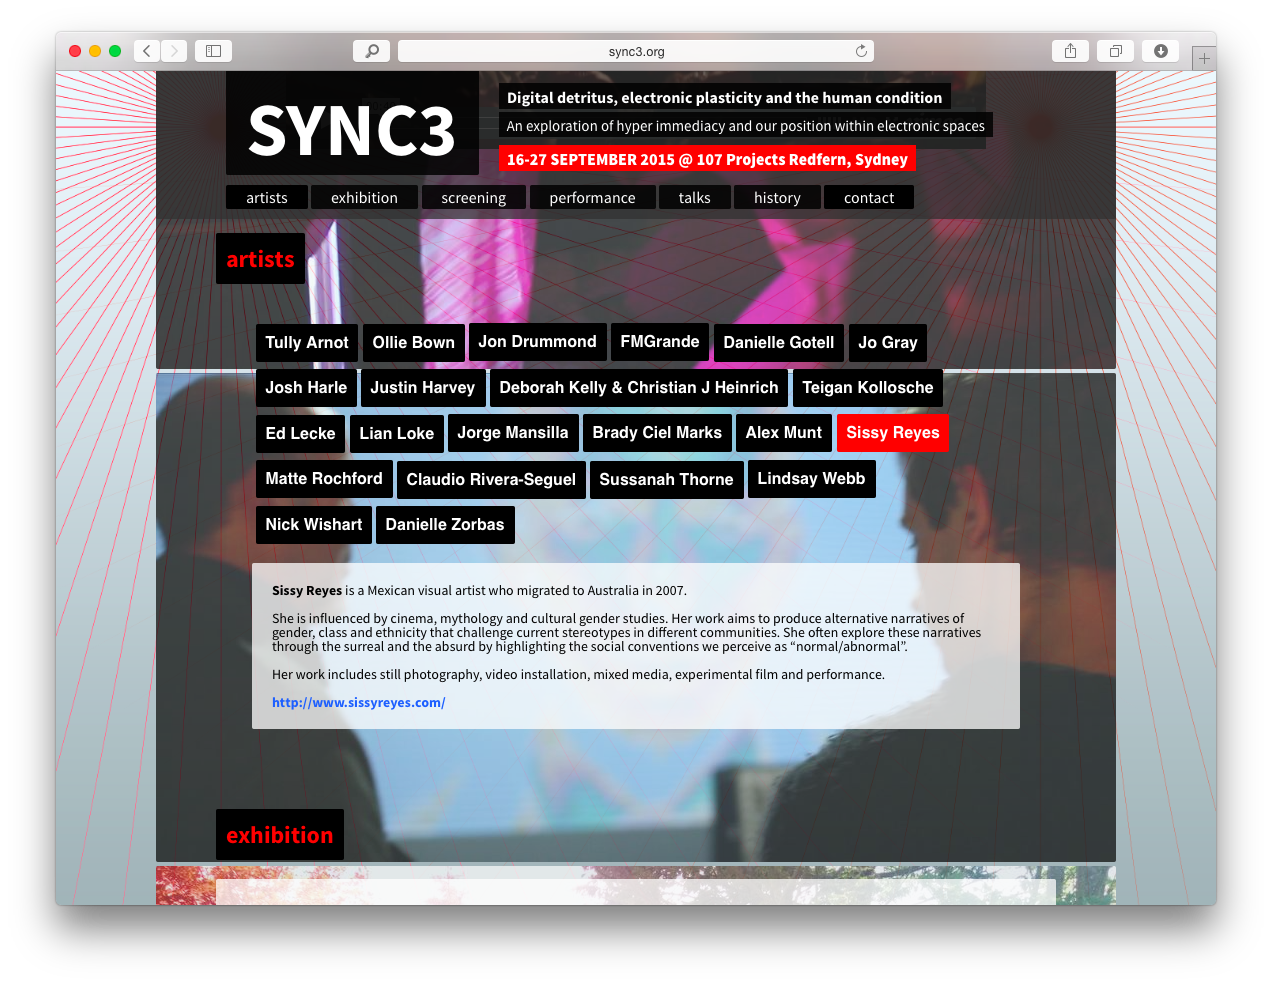 sync3.org
SYNC3
Digital detritus, electronic plasticity and the human condition
An exploration of hyper immediacy and our position within electronic spaces
16-27 SEPTEMBER 2015 @ 107 Projects Redfern, Sydney
artists exhibition screening performance talks history contact
artists
Tully Arnot Ollie Bown Jon Drummond FMGrande Danielle Gotell Jo Gray
Josh Harle Justin Harvey Deborah Kelly & Christian J Heinrich Teigan Kollosche
Ed Lecke Lian Loke Jorge Mansilla Brady Ciel Marks Alex Munt Sissy Reyes
Matte Rochford Claudio Rivera-Seguel Sussanah Thorne Lindsay Webb
Nick Wishart Danielle Zorbas
Sissy Reyes is a Mexican visual artist who migrated to Australia in 2007.
She is influenced by cinema, mythology and cultural gender studies. Her work aims to produce alternative narratives of
gender, class and ethnicity that challenge current stereotypes in different communities. She often explore these narratives
through the surreal and the absurd by highlighting the social conventions we perceive as “normal/abnormal”.
Her work includes still photography, video installation, mixed media, experimental film and performance.
http://www.sissyreyes.com/
exhibition